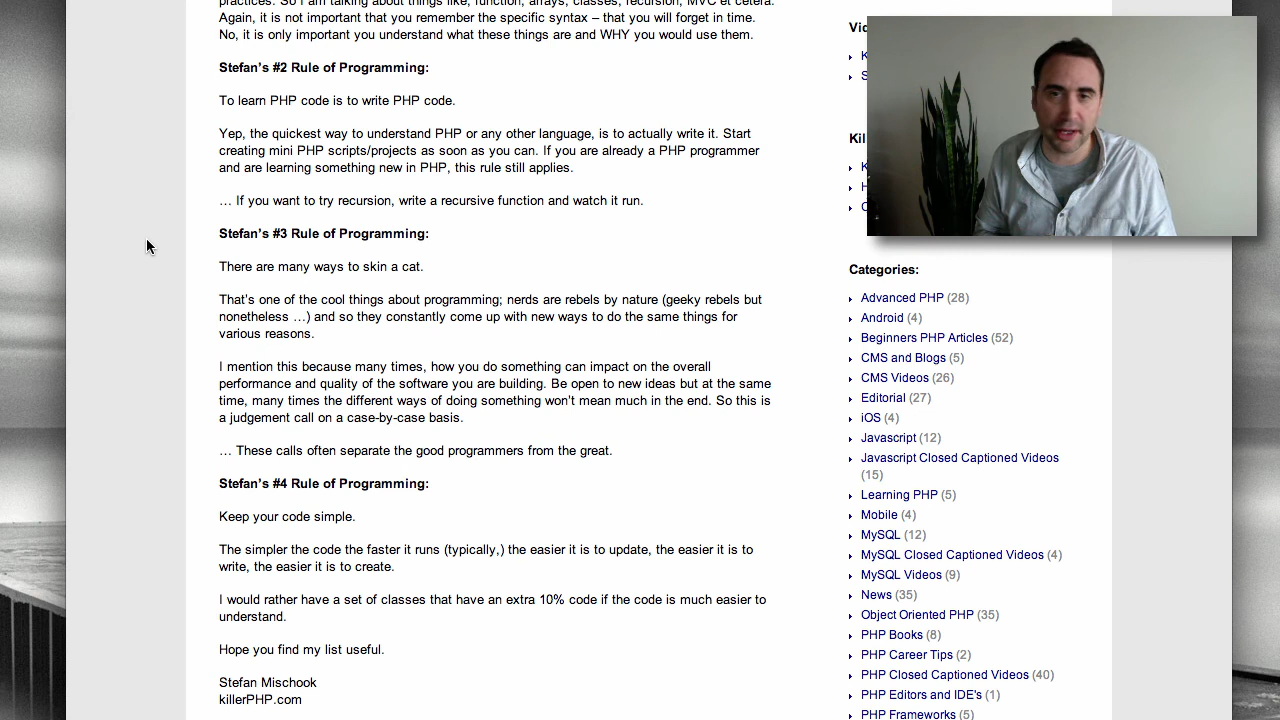 practices. So I am talking about things like, function, arrays, classes, recursion, MVC et cetera.
Again, it is not important that you remember the specific syntax – that you will forget in time.
No, it is only important you understand what these things are and WHY you would use them.
Stefan's #2 Rule of Programming:
To learn PHP code is to write PHP code.
Yep, the quickest way to understand PHP or any other language, is to actually write it. Start
creating mini PHP scripts/projects as soon as you can. If you are already a PHP programmer
and are learning something new in PHP, this rule still applies.
… If you want to try recursion, write a recursive function and watch it run.
Stefan's #3 Rule of Programming:
There are many ways to skin a cat.
That's one of the cool things about programming; nerds are rebels by nature (geeky rebels but
nonetheless …) and so they constantly come up with new ways to do the same things for
various reasons.
I mention this because many times, how you do something can impact on the overall
performance and quality of the software you are building. Be open to new ideas but at the same
time, many times the different ways of doing something won't mean much in the end. So this is
a judgement call on a case-by-case basis.
… These calls often separate the good programmers from the great.
Stefan's #4 Rule of Programming:
Keep your code simple.
The simpler the code the faster it runs (typically,) the easier it is to update, the easier it is to
write, the easier it is to create.
I would rather have a set of classes that have an extra 10% code if the code is much easier to
understand.
Hope you find my list useful.
Stefan Mischook
killerPHP.com
Vid
K
S
Kil
K
H
C
Categories:
Advanced PHP (28)
Android (4)
Beginners PHP Articles (52)
CMS and Blogs (5)
CMS Videos (26)
Editorial (27)
iOS (4)
Javascript (12)
Javascript Closed Captioned Videos
(15)
Learning PHP (5)
Mobile (4)
MySQL (12)
MySQL Closed Captioned Videos (4)
MySQL Videos (9)
News (35)
Object Oriented PHP (35)
PHP Books (8)
PHP Career Tips (2)
PHP Closed Captioned Videos (40)
PHP Editors and IDE's (1)
PHP Frameworks (5)